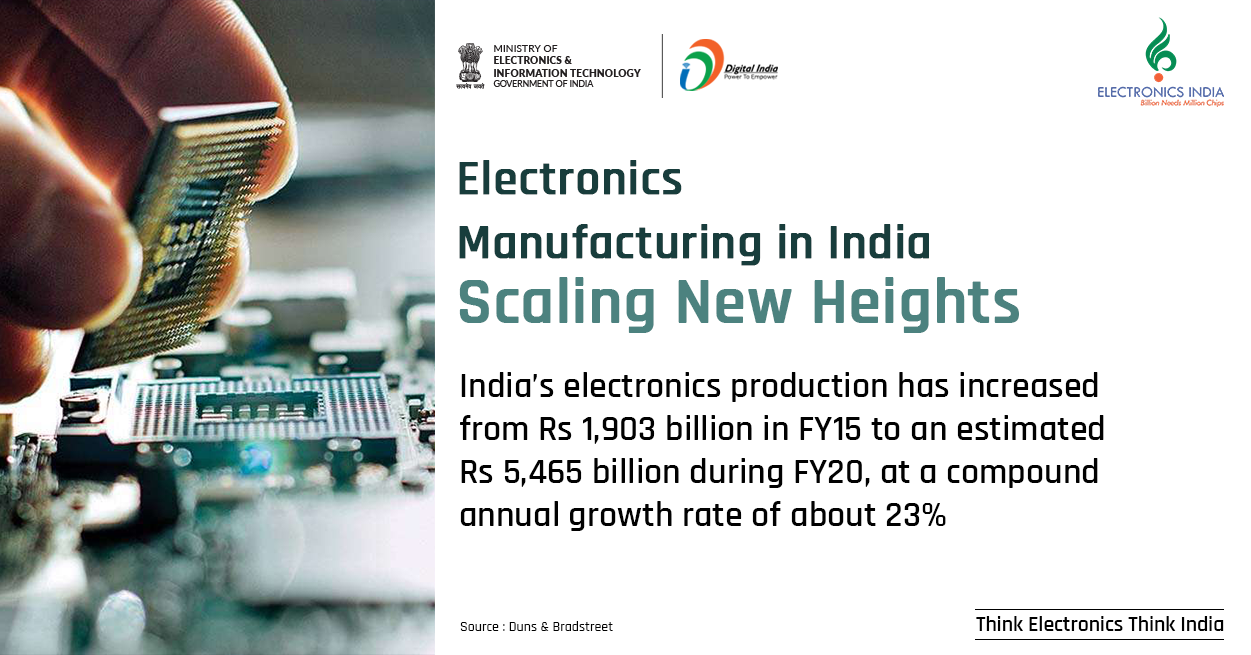 सत्यमेव जयते
MINISTRY OF
ELECTRONICS &
INFORMATION TECHNOLOGY
GOVERNMENT OF INDIA
Digital India
Power To Empower
ELECTRONICS INDIA
Billion Needs Million Chips
Electronics
Manufacturing in India
Scaling New Heights
India's electronics production has increased
from Rs 1,903 billion in FY15 to an estimated
Rs 5,465 billion during FY20, at a compound
annual growth rate of about 23%
Source : Duns & Bradstreet
Think Electronics Think India